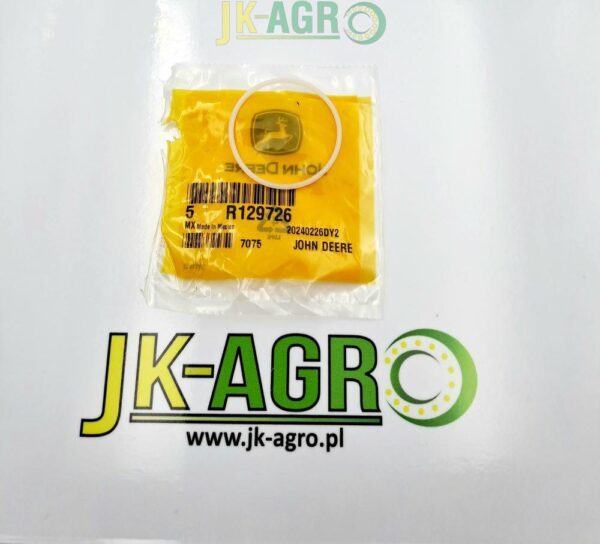 JK-AGRO
JOHN DEERE
5 R129726
MX Made in Mexico 20240226DY2
7075 JOHN DEERE
JK-AGRO
www.jk-agro.pl